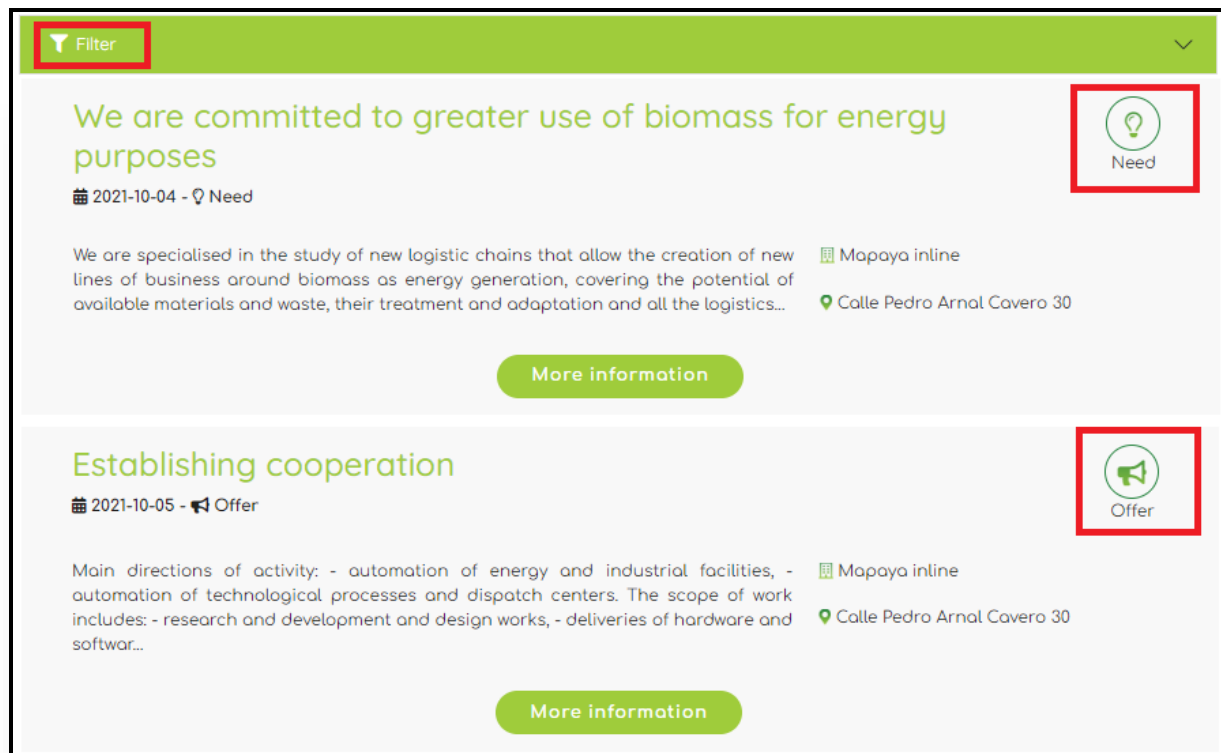 Filter
We are committed to greater use of biomass for energy
purposes
2021-10-04 - Need
Need
We are specialised in the study of new logistic chains that allow the creation of new
lines of business around biomass as energy generation, covering the potential of
available materials and waste, their treatment and adaptation and all the logistics...
Mapaya inline
Calle Pedro Arnal Cavero 30
More information
Establishing cooperation
2021-10-05 - Offer
Offer
Main directions of activity: - automation of energy and industrial facilities, -
automation of technological processes and dispatch centers. The scope of work
includes: - research and development and design works, - deliveries of hardware and
softwar...
Mapaya inline
Calle Pedro Arnal Cavero 30
More information